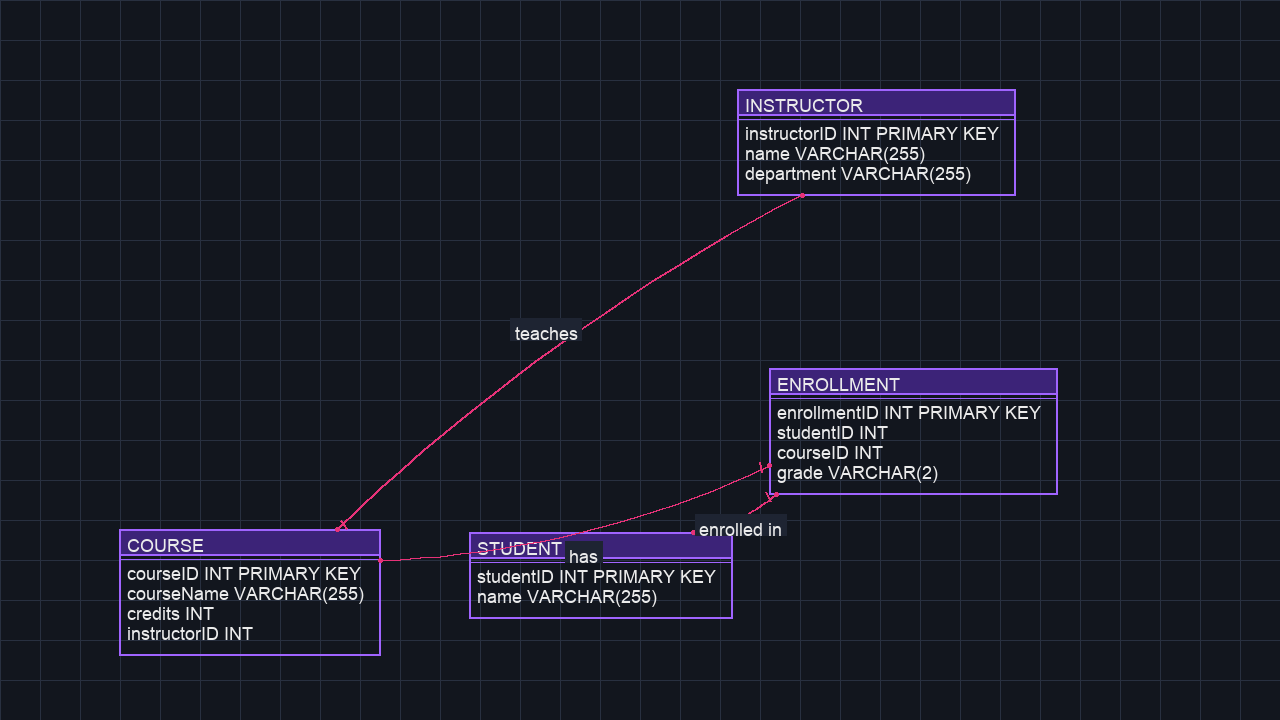 INSTRUCTOR
instructorID INT PRIMARY KEY
name VARCHAR(255)
department VARCHAR(255)
teaches
ENROLLMENT
enrollmentID INT PRIMARY KEY
studentID INT
courseID INT
grade VARCHAR(2)
enrolled in
COURSE
courseID INT PRIMARY KEY
courseName VARCHAR(255)
credits INT
instructorID INT
STUDENT
has
studentID INT PRIMARY KEY
name VARCHAR(255)